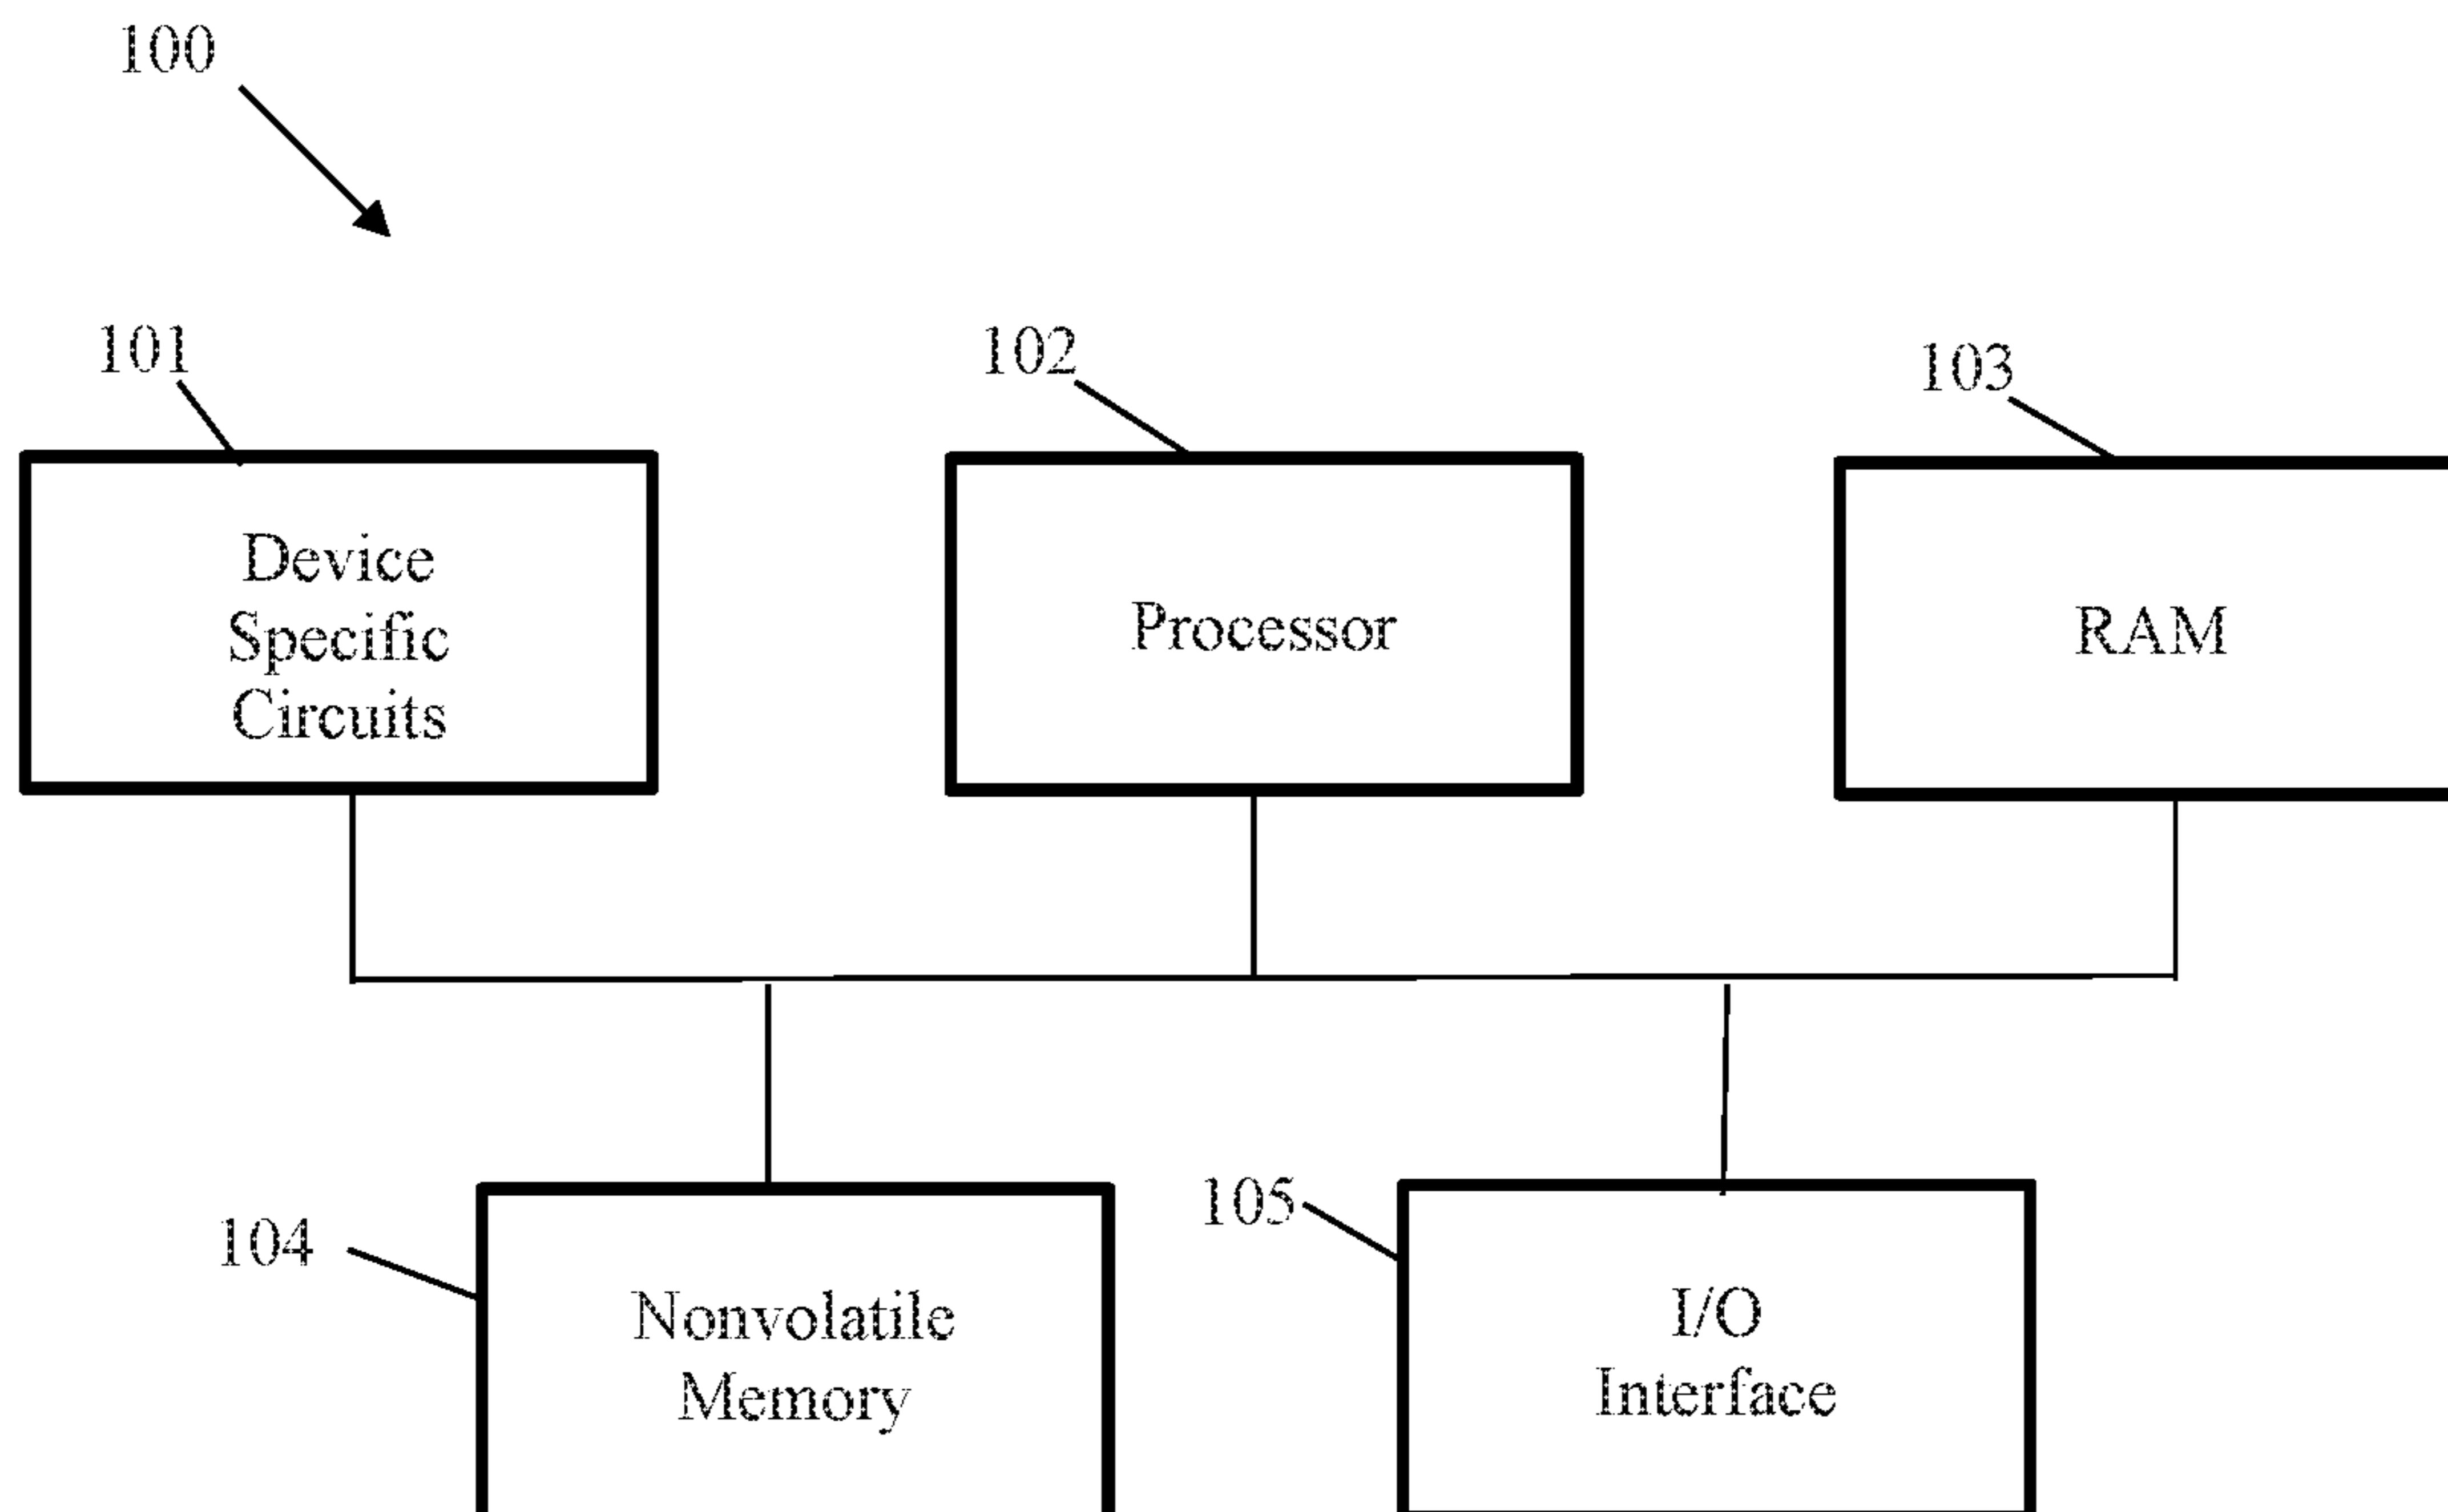 100
101
102
103
Device
Specific
Circuits
Processor
RAM
104
Nonvolatile
Memory
105
I/O
Interface